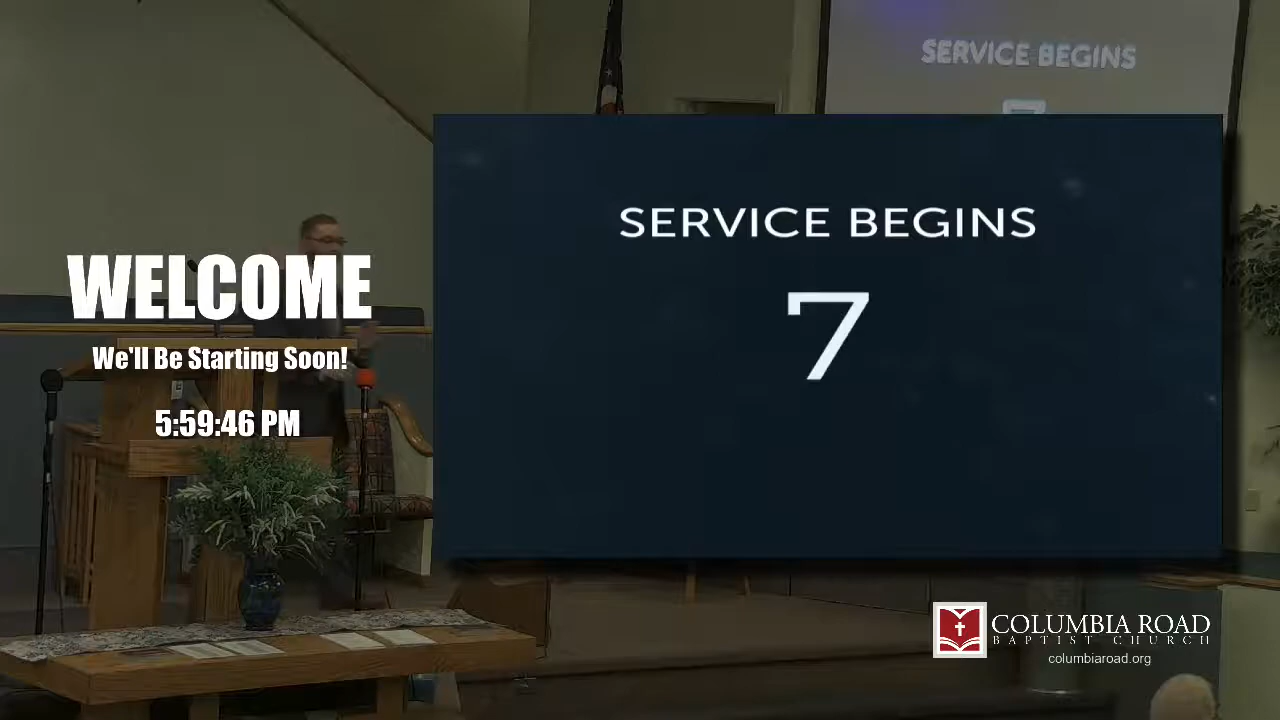 SERVICE BEGINS
7
SERVICE BEGINS
7
WELCOME
We'll Be Starting Soon!
5:59:46 PM
COLUMBIA ROAD
BAPTIST CHURCH
columbiaroad.org